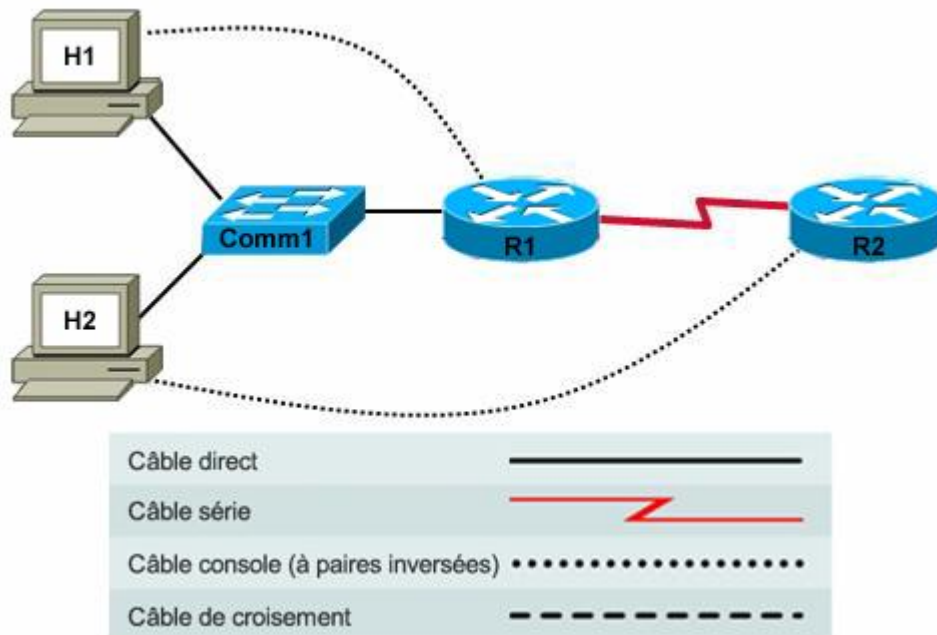 H1
Comm1
R1
R2
H2
Câble direct
Câble série
Câble console (à paires inversées)
Câble de croisement